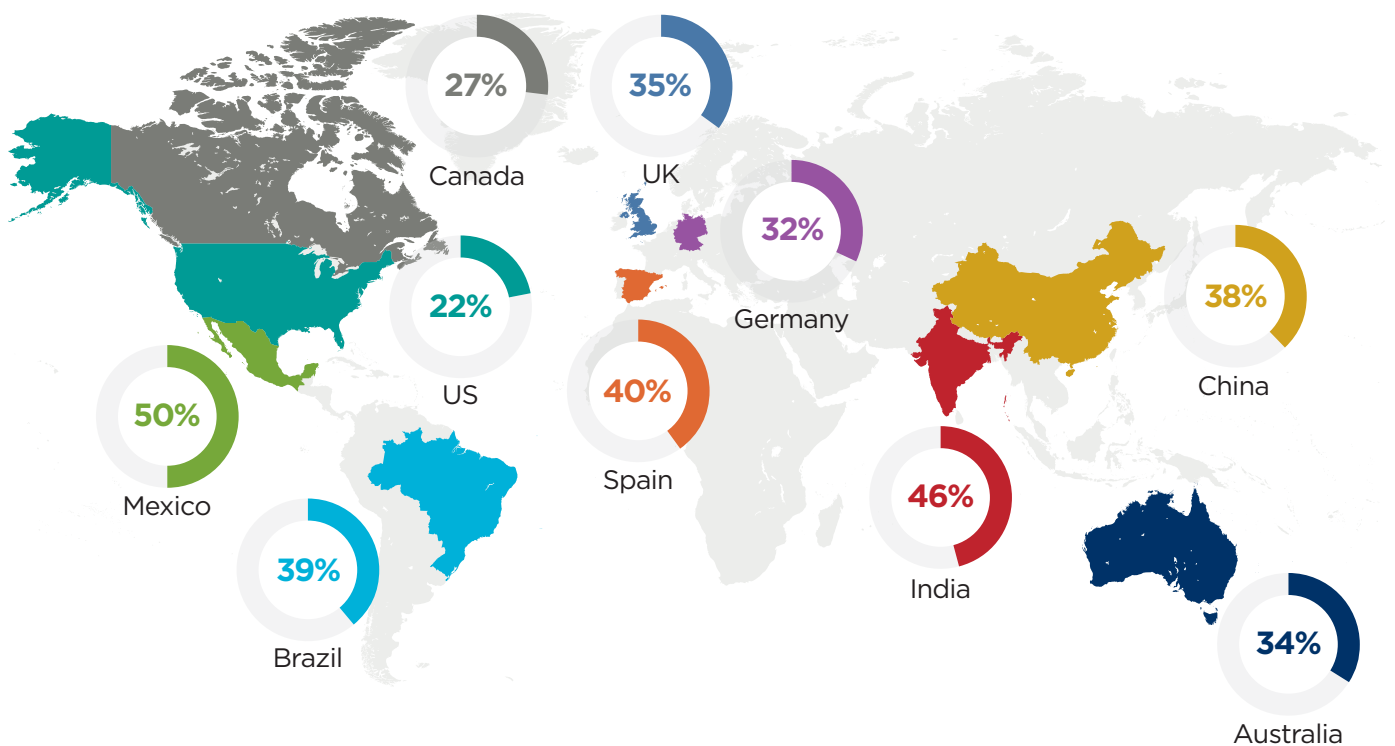 27%
Canada
35%
UK
32%
Germany
22%
US
38%
China
50%
Mexico
40%
Spain
46%
India
39%
Brazil
34%
Australia